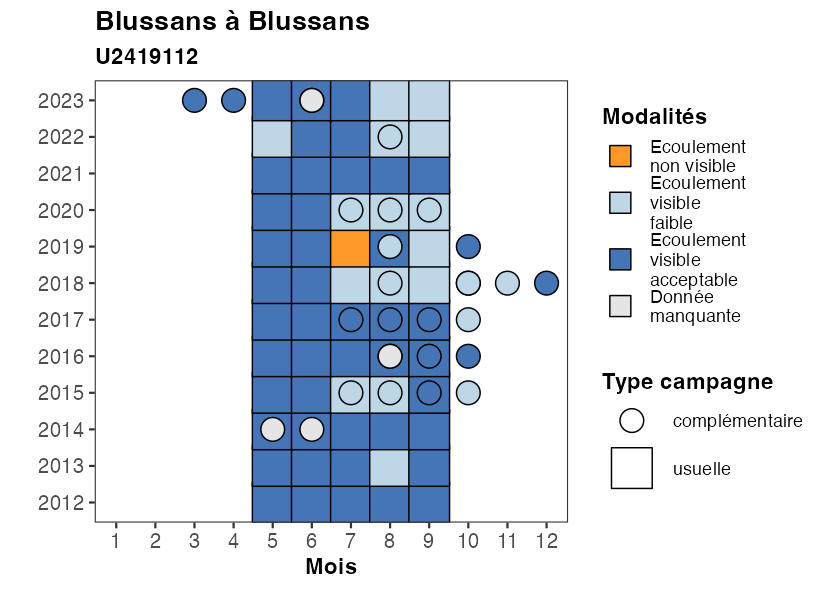 Blussans à Blussans
U2419112
2023
2022
2021
2020
2019
2018
2017
2016
2015
2014
2013
2012
1 2 3 4 5 6 7 8 9 10 11 12
Mois
Modalités
Ecoulement
non visible
Ecoulement
visible
faible
Ecoulement
visible
acceptable
Donnée
manquante
Type campagne
complémentaire
usuelle